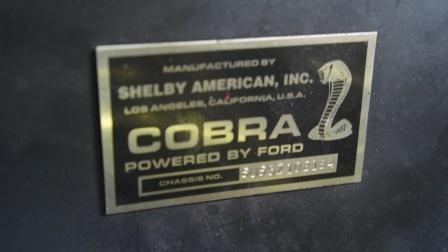 MANUFACTURED BY
SHELBY AMERICAN, INC.
LOS ANGELES, CALIFORNIA, U.S.A.
COBRA
POWERED BY FORD
CHASSIS NO.